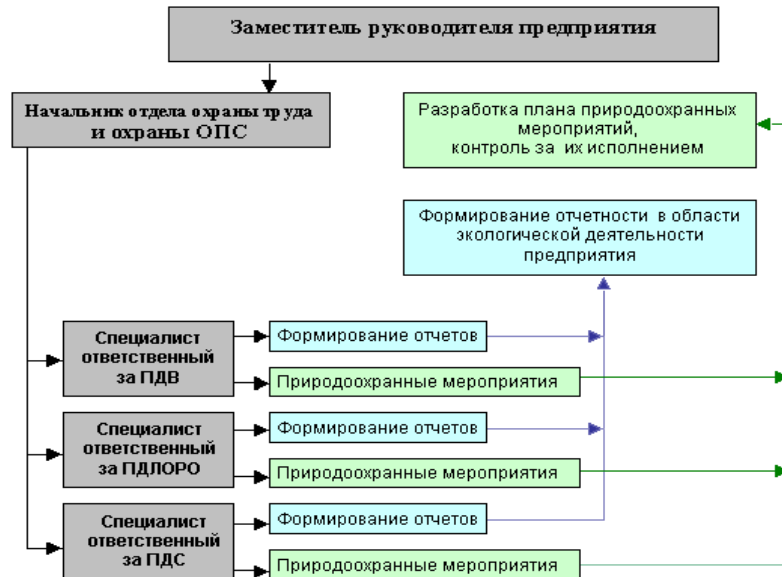 Заместитель руководителя предприятия
Начальник отдела охраны труда
и охраны ОПС
Разработка плана природоохранных
мероприятий,
контроль за их исполнением
Формирование отчетности в области
экологической деятельности
предприятия
Специалист
ответственный
за ПДВ
Формирование отчетов
Природоохранные мероприятия
Специалист
ответственный
за ПДЛОРО
Формирование отчетов
Природоохранные мероприятия
Специалист
ответственный
за ПДС
Формирование отчетов
Природоохранные мероприятия